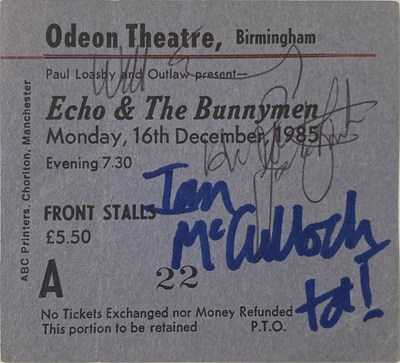 Odeon Theatre, Birmingham
Paul Loasby and Outlaw present—
Will
Echo & The Bunnymen
Monday, 16th December, 1985
Evening 7.30
Ian
McCulloch
ta!
FRONT STALLS
£5.50
A 22
No Tickets Exchanged nor Money Refunded
This portion to be retained P.T.O.
ABC Printers, Chorlton, Manchester